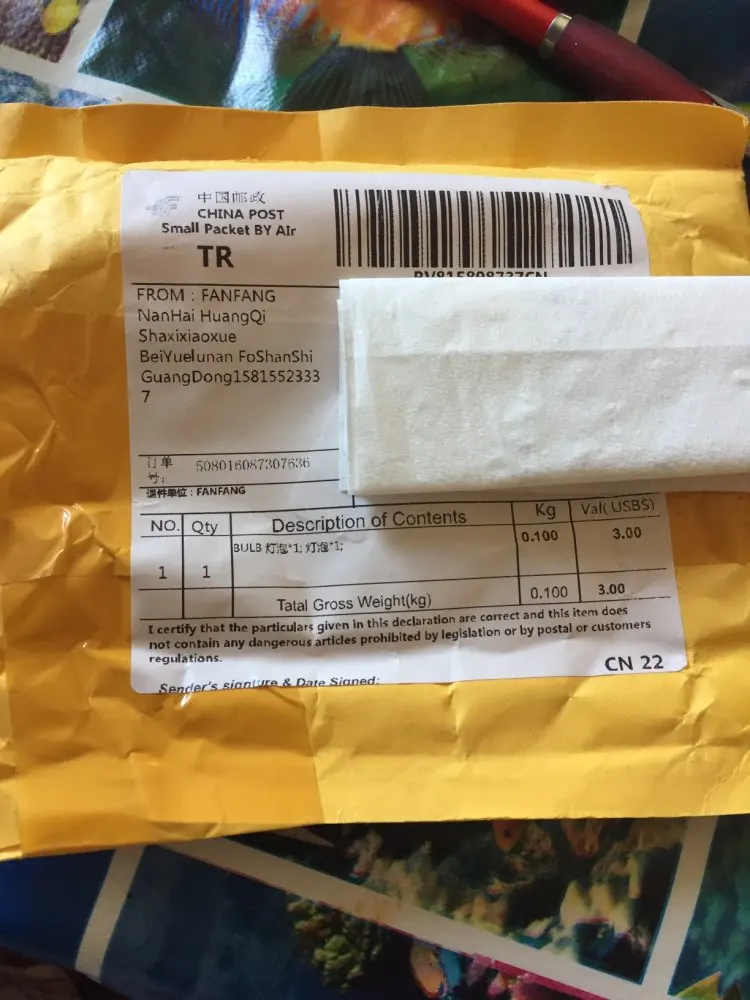 中国邮政
CHINA POST
Small Packet BY AIr
TR
RV815898737CN
FROM : FANFANG
NanHai HuangQi
Shaxixiaoxue
BeiYuelunan FoShanShi
GuangDong1581552333
7
订单
号: 508016087307636
退件单位 : FANFANG
NO. Qty Description of Contents Kg Val( USBS)
BULB 灯泡*1; 灯泡*1; 0.100 3.00
1 1
Total Gross Weight(kg) 0.100 3.00
I certify that the particulars given in this declaration are correct and this item does
not contain any dangerous articles prohibited by legislation or by postal or customers
regulations.
CN 22
Sender's signture & Date Signed: